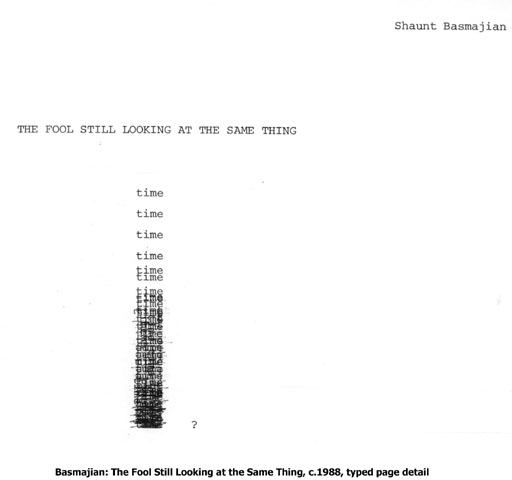 Shaunt Basmajian
THE FOOL STILL LOOKING AT THE SAME THING
time
time
time
time
time
time
time
?
Basmajian: The Fool Still Looking at the Same Thing, c.1988, typed page detail